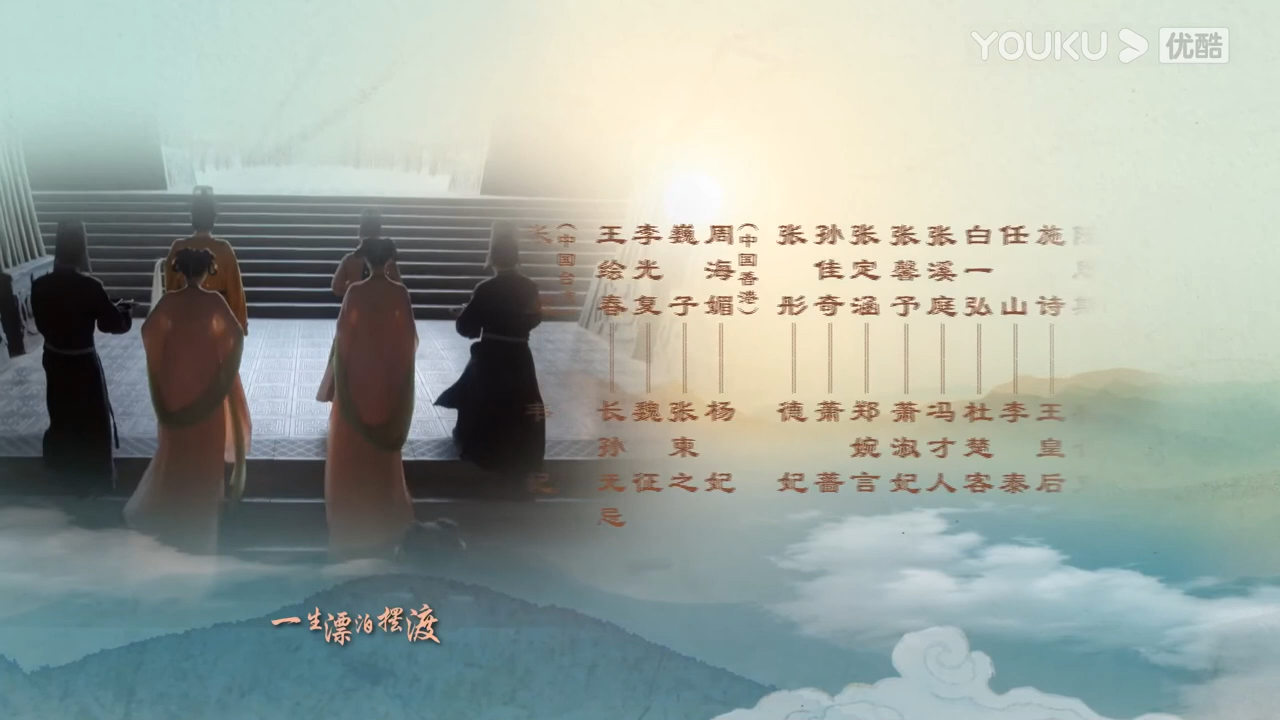 YOUKU 优酷
施诗 王皇后
任山 李泰
白一弘 杜楚客
张溪庭 冯才人
张馨予 萧淑妃
张定涵 郑婉言
孙佳奇 萧蔷
张彤 德妃
周海媚（中国香港） 杨妃
巍子 张柬之
李光复 魏征
王绘春 长孙无忌
一生漂泊摆渡